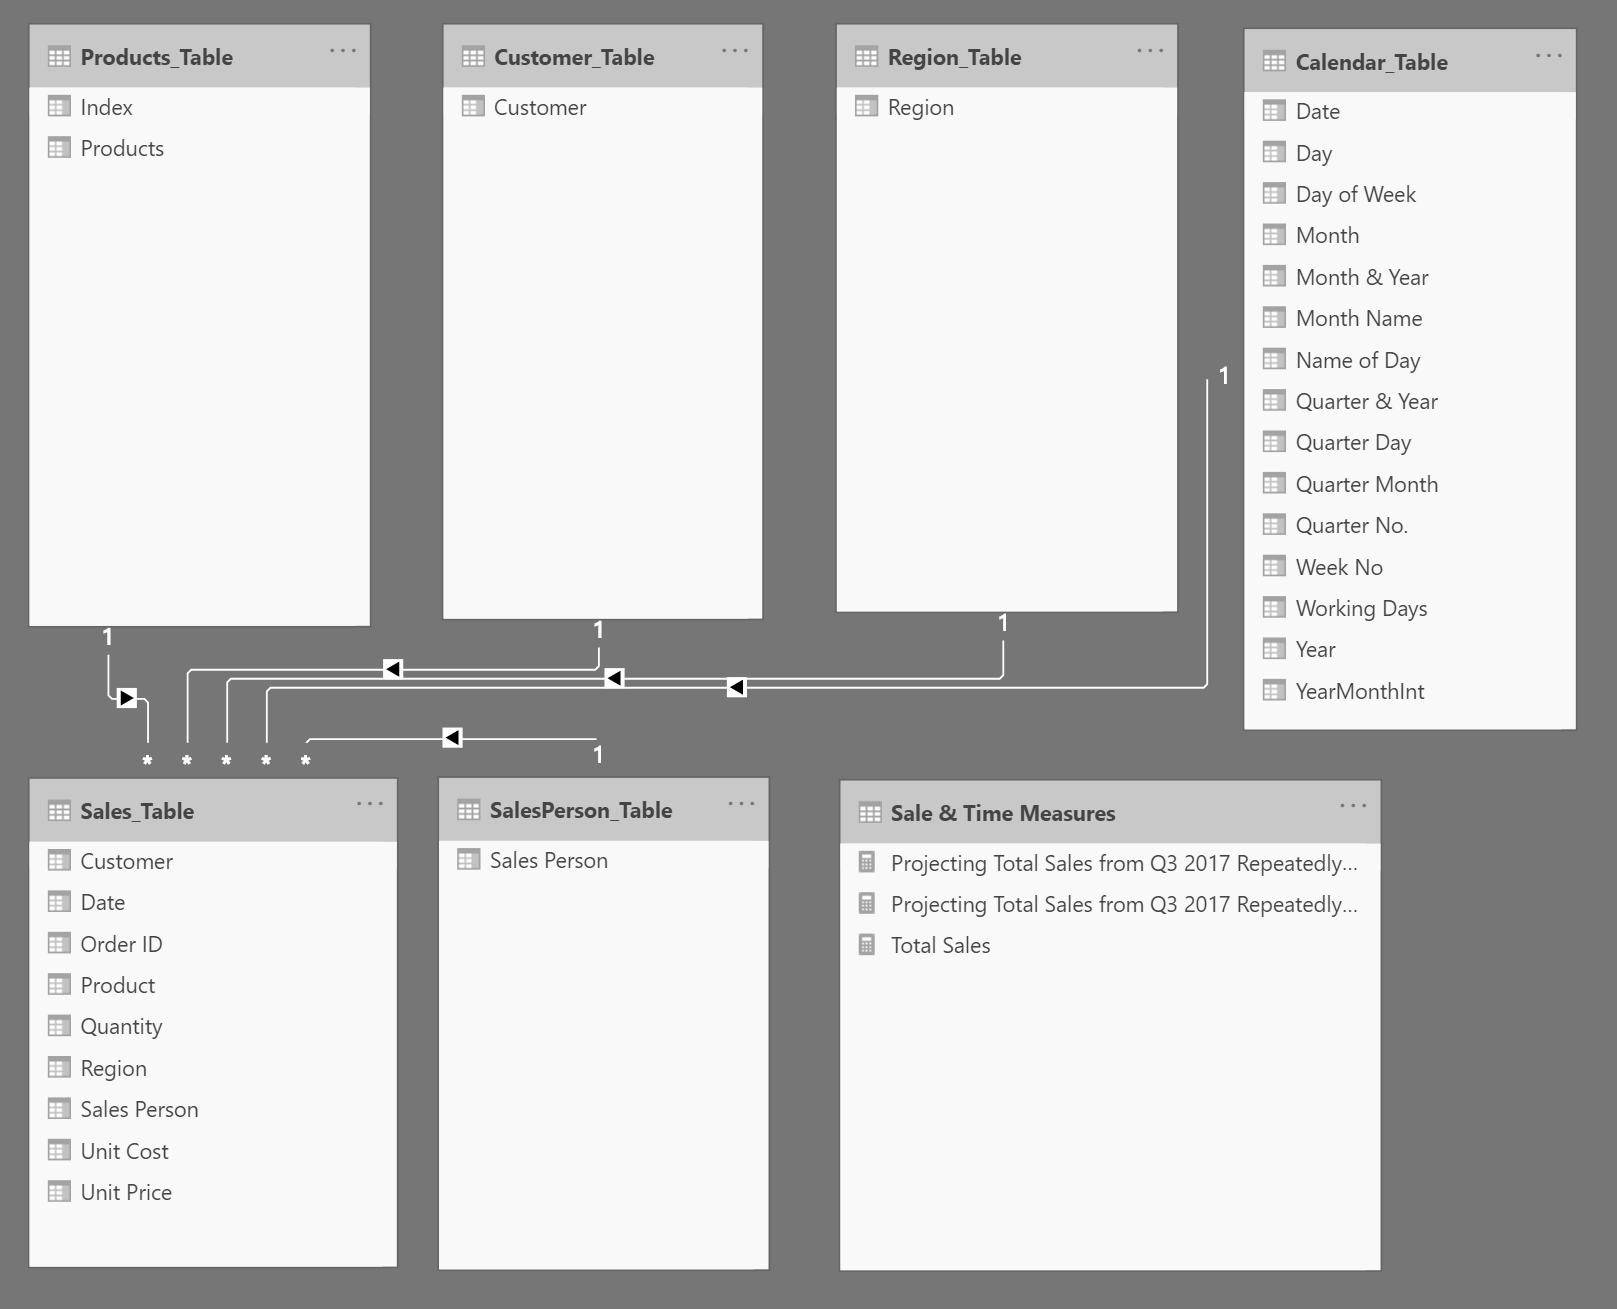 Products_Table
Index
Products
Customer_Table
Customer
Region_Table
Region
Calendar_Table
Date
Day
Day of Week
Month
Month & Year
Month Name
Name of Day
Quarter & Year
Quarter Day
Quarter Month
Quarter No.
Week No
Working Days
Year
YearMonthInt
1
1
1
1
* * * * *
1
Sales_Table
Customer
Date
Order ID
Product
Quantity
Region
Sales Person
Unit Cost
Unit Price
SalesPerson_Table
Sales Person
Sale & Time Measures
Projecting Total Sales from Q3 2017 Repeatedly...
Projecting Total Sales from Q3 2017 Repeatedly...
Total Sales